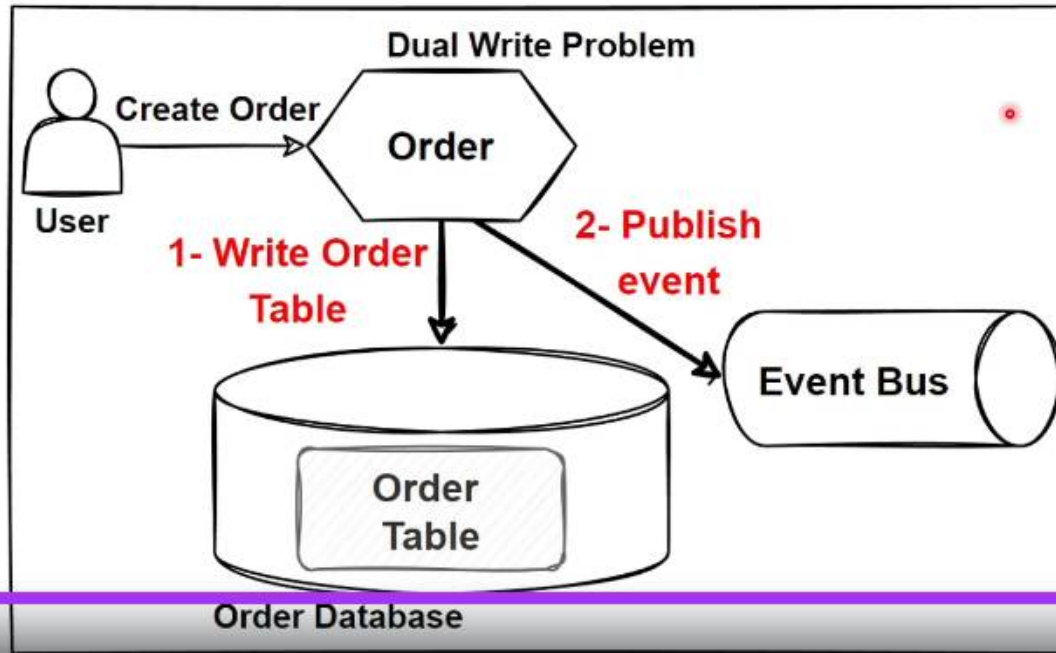 Dual Write Problem
Create Order
Order
User
1- Write Order
Table
2- Publish
event
Event Bus
Order
Table
Order Database